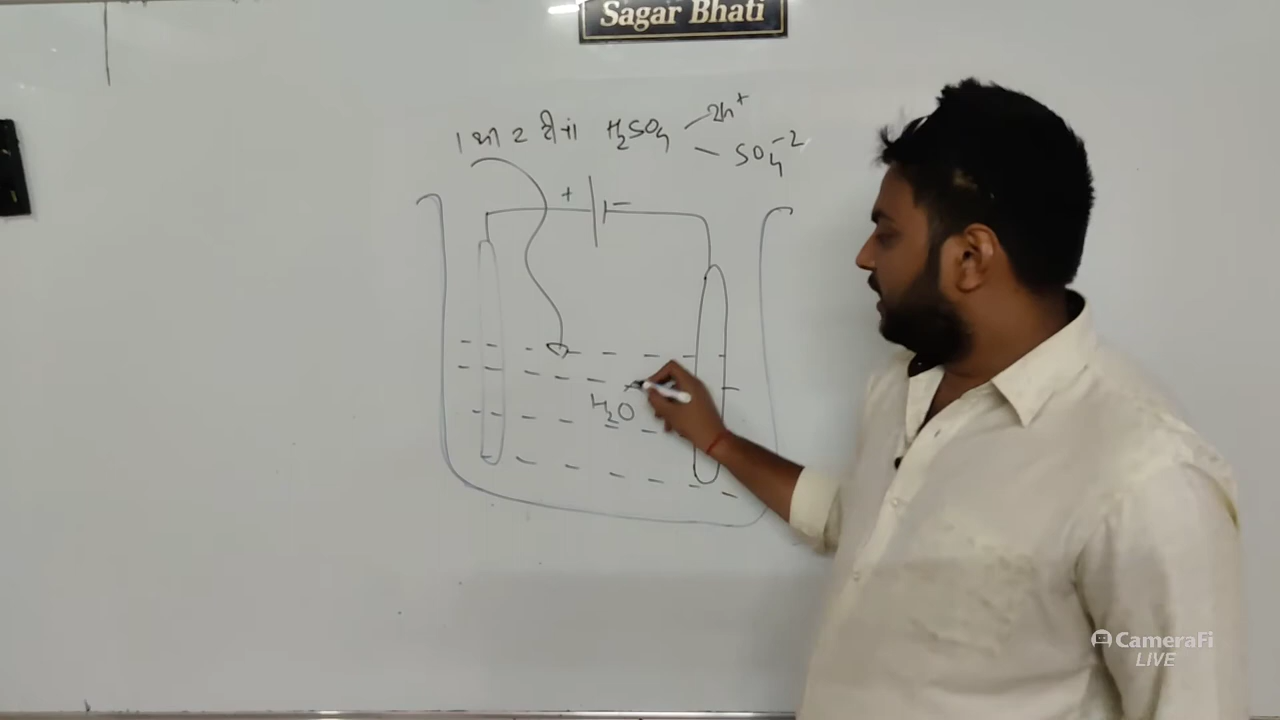 Sagar Bhati
1 થી 2 ટીપાં H₂SO₄ 2H⁺
SO₄⁻²
+ −
H₂O
CameraFi
LIVE